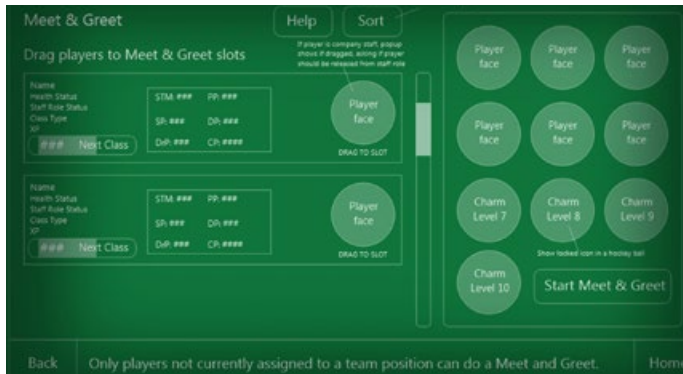 Meet & Greet
Help
Sort
Drag players to Meet & Greet slots
If player is company staff, popup
shows if dragged, asking if player
should be released from staff role
Name
Health Status
Staff Role Status
Class Type
XP
### Next Class
STM: ### PP: ###
SP: ### DP: ###
DxP: ### CP: ####
Player
face
DRAG TO SLOT
Name
Health Status
Staff Role Status
Class Type
XP
### Next Class
STM: ### PP: ###
SP: ### DP: ###
DxP: ### CP: ####
Player
face
DRAG TO SLOT
Player
face
Player
face
Player
face
Player
face
Player
face
Player
face
Charm
Level 7
Charm
Level 8
Charm
Level 9
Show locked icon in a hockey ball
Charm
Level 10
Start Meet & Greet
Back
Only players not currently assigned to a team position can do a Meet and Greet.
Home